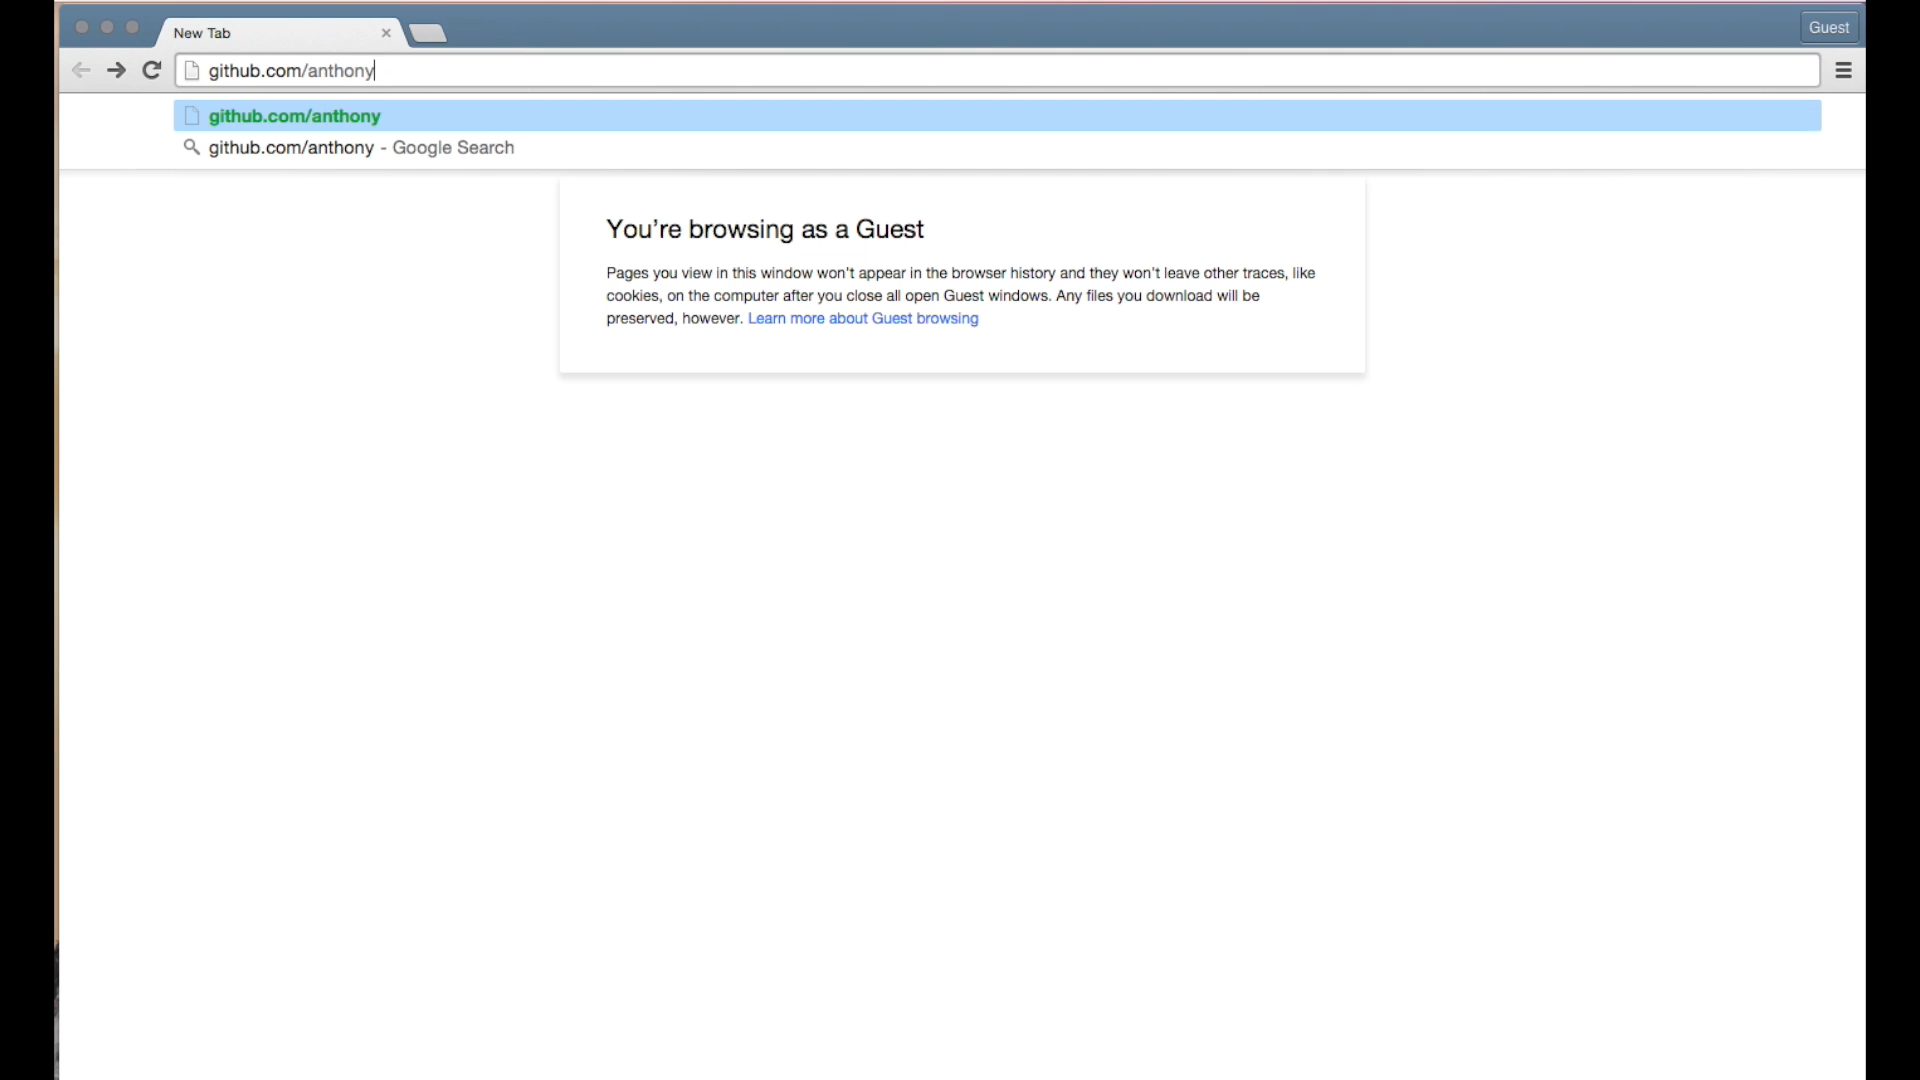 New Tab
Guest
github.com/anthony
github.com/anthony
github.com/anthony - Google Search
You're browsing as a Guest
Pages you view in this window won't appear in the browser history and they won't leave other traces, like
cookies, on the computer after you close all open Guest windows. Any files you download will be
preserved, however. Learn more about Guest browsing